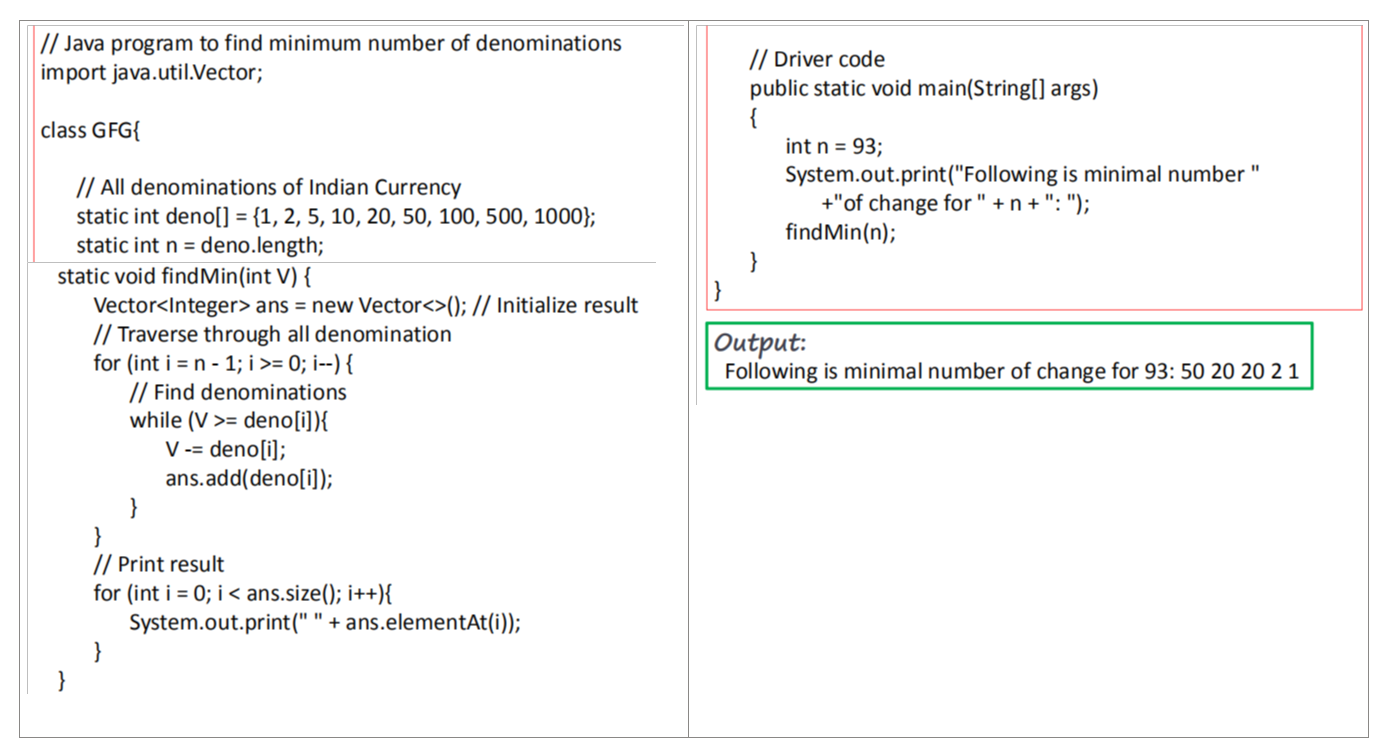 // Java program to find minimum number of denominations
import java.util.Vector;
class GFG{
// All denominations of Indian Currency
static int deno[] = {1, 2, 5, 10, 20, 50, 100, 500, 1000};
static int n = deno.length;
static void findMin(int V) {
Vector<Integer> ans = new Vector<>(); // Initialize result
// Traverse through all denomination
for (int i = n - 1; i >= 0; i--) {
// Find denominations
while (V >= deno[i]){
V -= deno[i];
ans.add(deno[i]);
}
}
// Print result
for (int i = 0; i < ans.size(); i++){
System.out.print(" " + ans.elementAt(i));
}
}
// Driver code
public static void main(String[] args)
{
int n = 93;
System.out.print("Following is minimal number "
+"of change for " + n + ": ");
findMin(n);
}
}
Output:
Following is minimal number of change for 93: 50 20 20 2 1